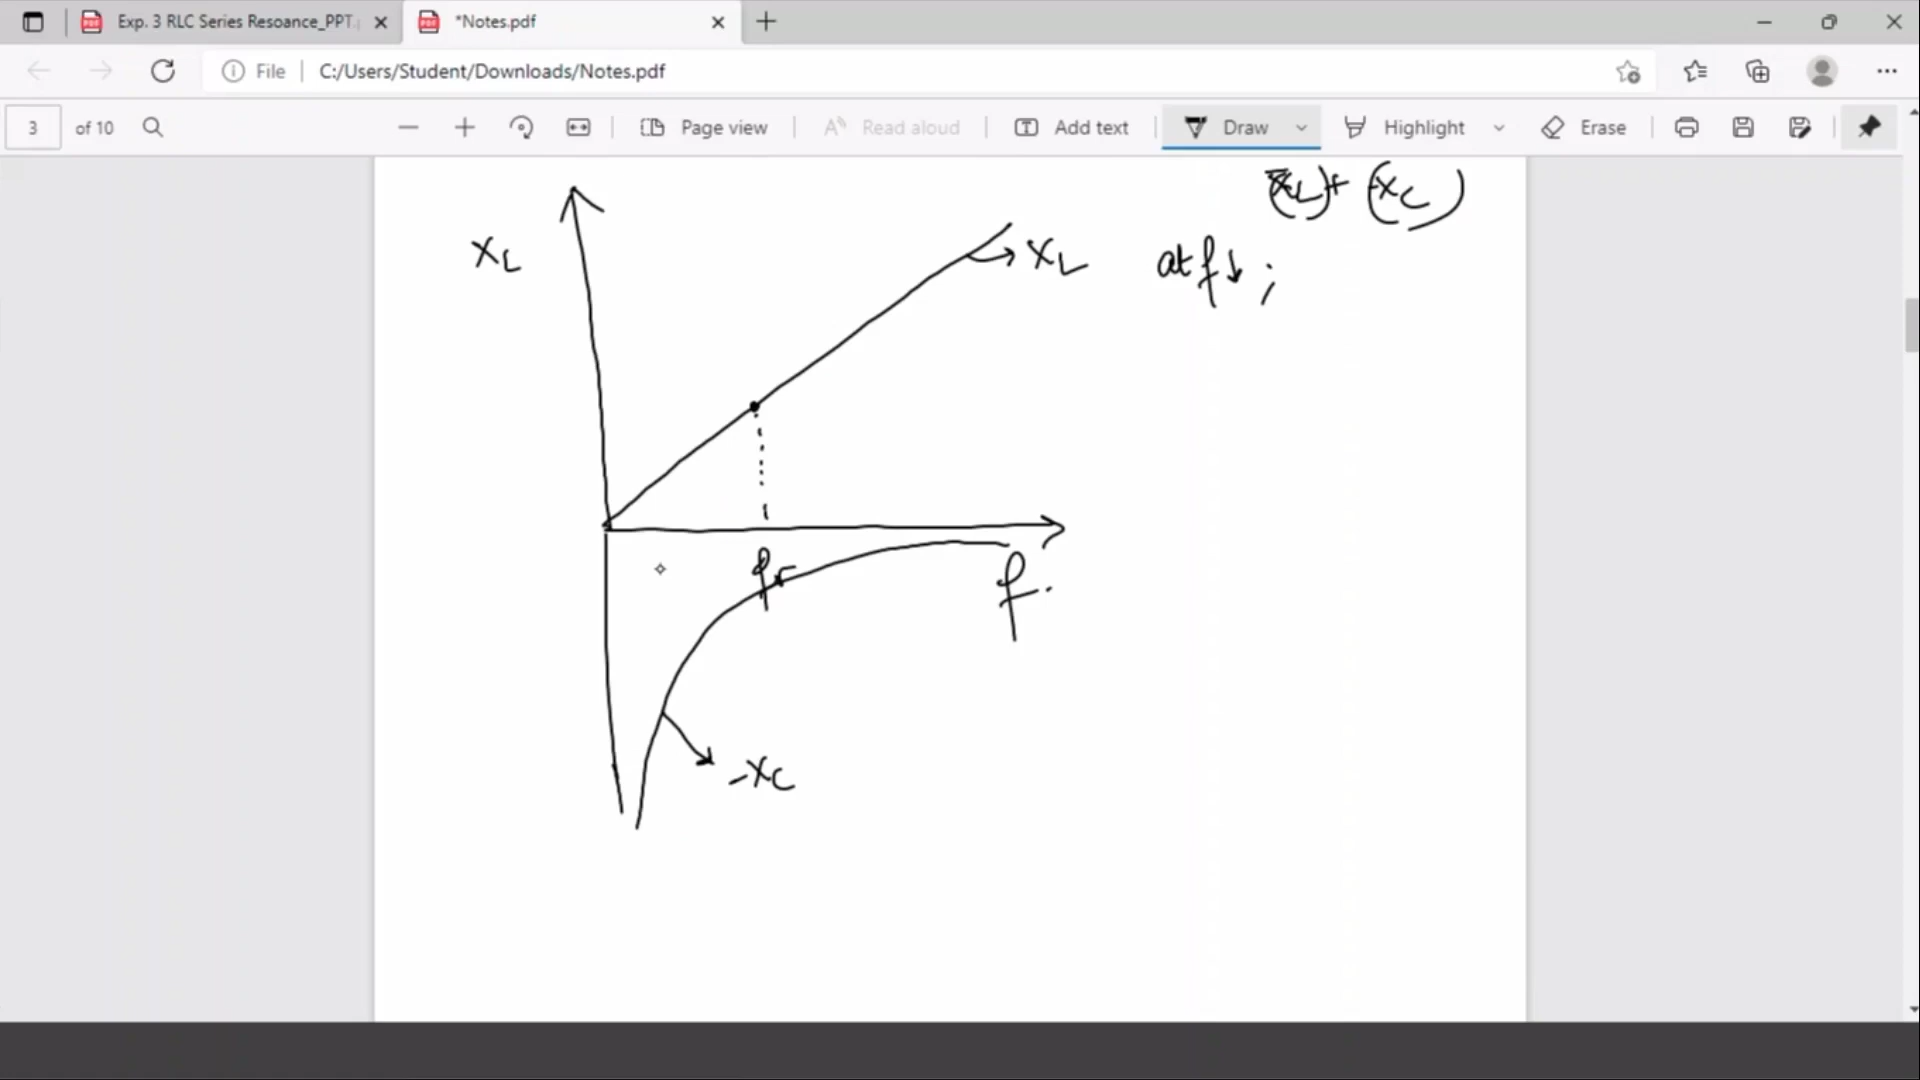 Exp. 3 RLC Series Resoance_PPT.
*Notes.pdf
File
C:/Users/Student/Downloads/Notes.pdf
3 of 10
Page view
Read aloud
Add text
Draw
Highlight
Erase
(XL)+ (-XC)
XL
XL
at f↓ ;
fr
f.
-XC